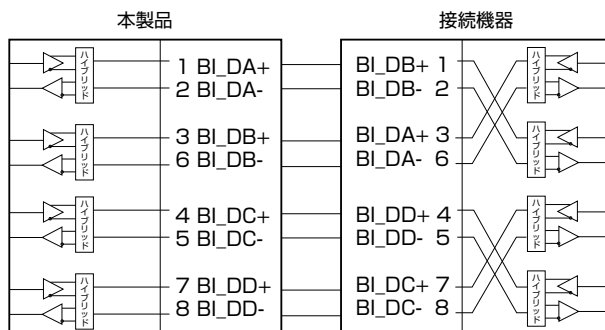 本製品
接続機器
ハイブリッド
1 BI_DA+
2 BI_DA-
ハイブリッド
3 BI_DB+
6 BI_DB-
ハイブリッド
4 BI_DC+
5 BI_DC-
ハイブリッド
7 BI_DD+
8 BI_DD-
BI_DB+ 1
BI_DB- 2
ハイブリッド
BI_DA+ 3
BI_DA- 6
ハイブリッド
BI_DD+ 4
BI_DD- 5
ハイブリッド
BI_DC+ 7
BI_DC- 8
ハイブリッド